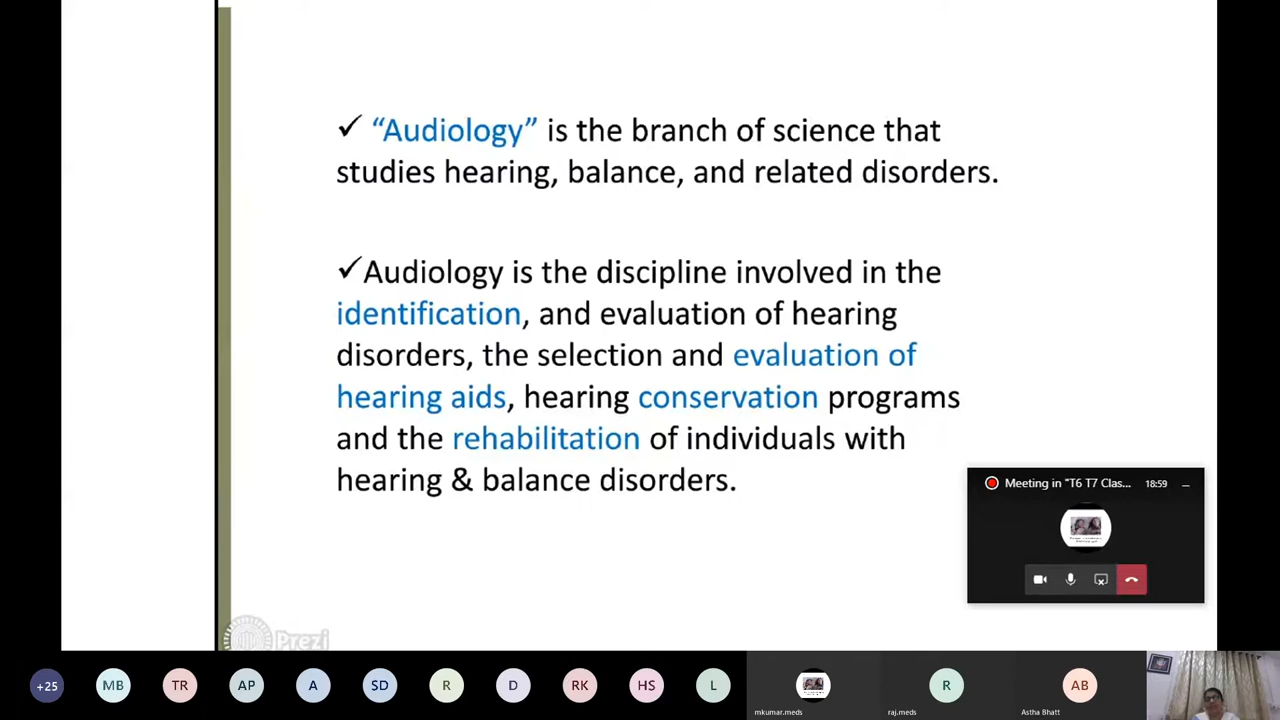 ✓ “Audiology” is the branch of science that
studies hearing, balance, and related disorders.
✓Audiology is the discipline involved in the
identification, and evaluation of hearing
disorders, the selection and evaluation of
hearing aids, hearing conservation programs
and the rehabilitation of individuals with
hearing & balance disorders.
Meeting in "T6 T7 Clas... 18:59
Prezi
+25 MB TR AP A SD R D RK HS L R AB
mkumar.meds raj.meds Astha Bhatt